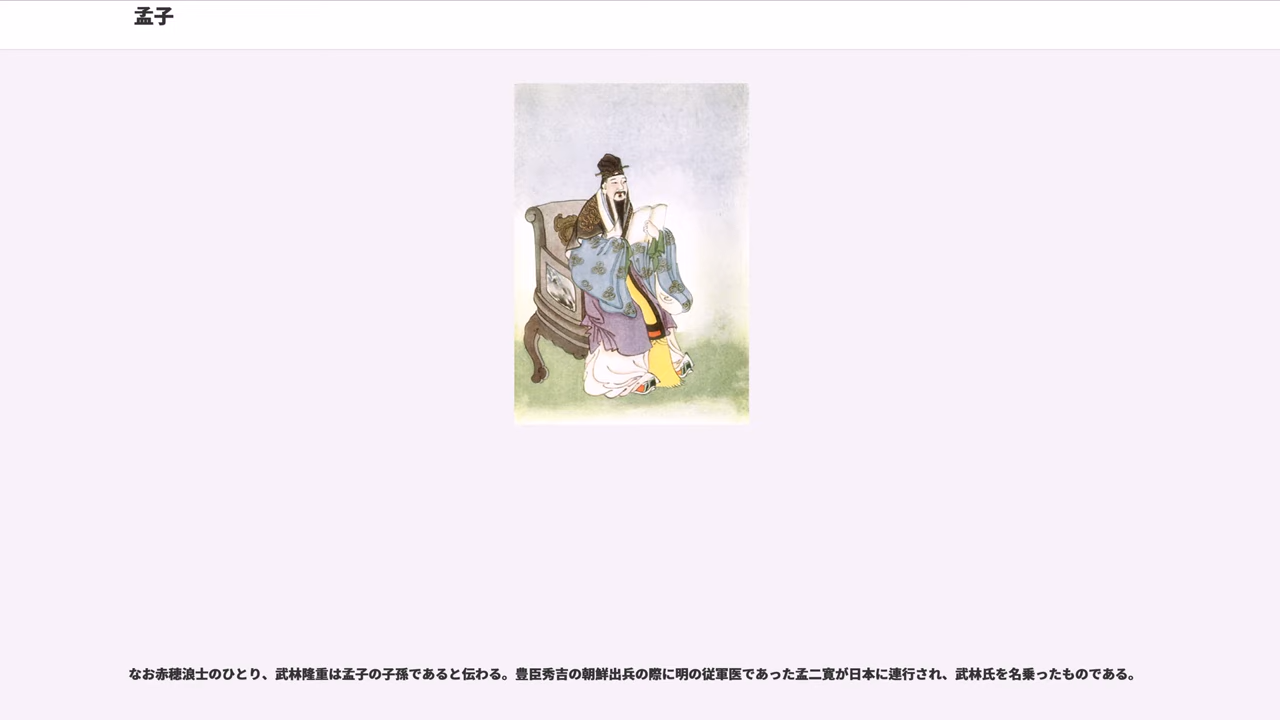 孟子
なお赤穂浪士のひとり、武林隆重は孟子の子孫であると伝わる。豊臣秀吉の朝鮮出兵の際に明の従軍医であった孟二寛が日本に連行され、武林氏を名乗ったものである。